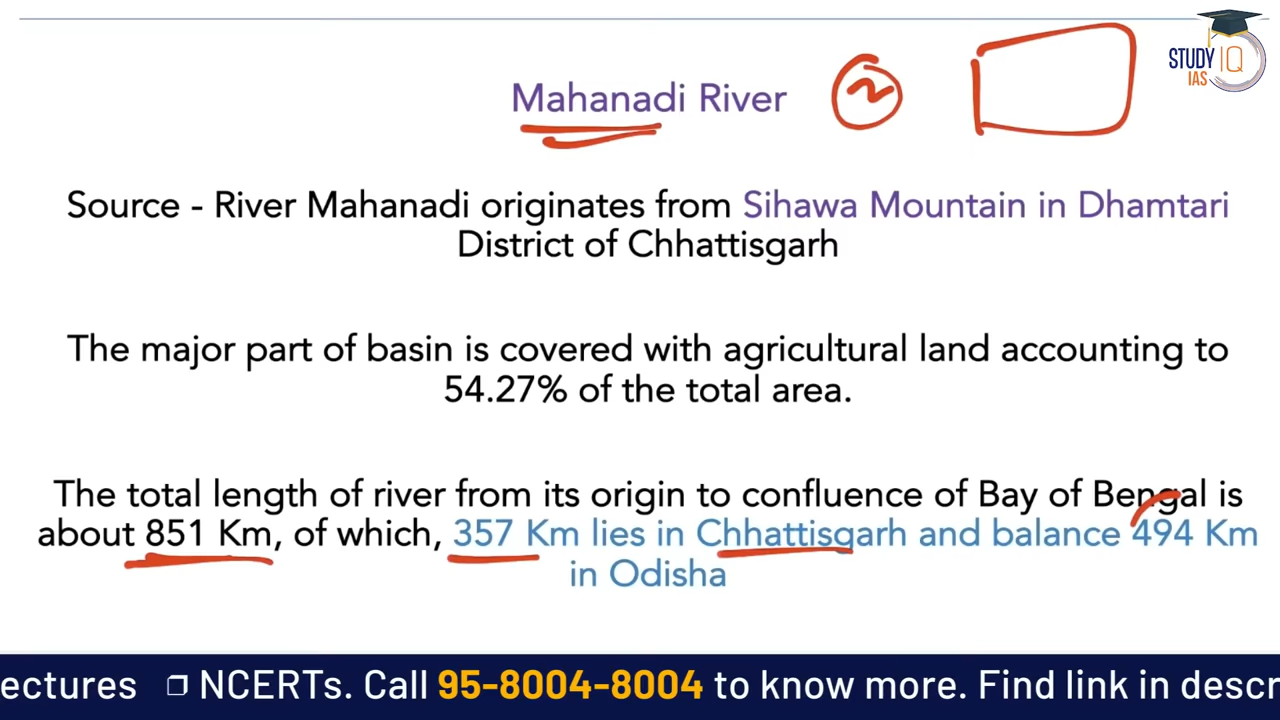 STUDY IQ
IAS
Mahanadi River
Source - River Mahanadi originates from Sihawa Mountain in Dhamtari
District of Chhattisgarh
The major part of basin is covered with agricultural land accounting to
54.27% of the total area.
The total length of river from its origin to confluence of Bay of Bengal is
about 851 Km, of which, 357 Km lies in Chhattisgarh and balance 494 Km
in Odisha
ectures ❐ NCERTs. Call 95-8004-8004 to know more. Find link in descr